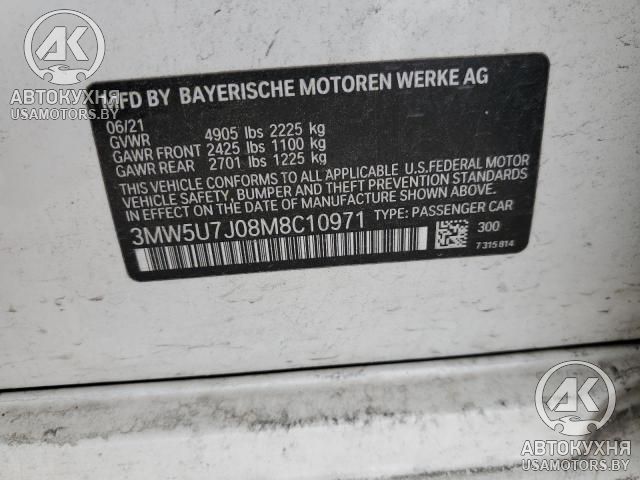 AK
АВТОКУХНЯ
USAMOTORS.BY
MFD BY BAYERISCHE MOTOREN WERKE AG
06/21
GVWR 4905 lbs 2225 kg
GAWR FRONT 2425 lbs 1100 kg
GAWR REAR 2701 lbs 1225 kg
THIS VEHICLE CONFORMS TO ALL APPLICABLE U.S.FEDERAL MOTOR
VEHICLE SAFETY, BUMPER AND THEFT PREVENTION STANDARDS
IN EFFECT ON THE DATE OF MANUFACTURE SHOWN ABOVE.
3MW5U7J08M8C10971 TYPE: PASSENGER CAR
300
7 315 814
AK
АВТОКУХНЯ
USAMOTORS.BY